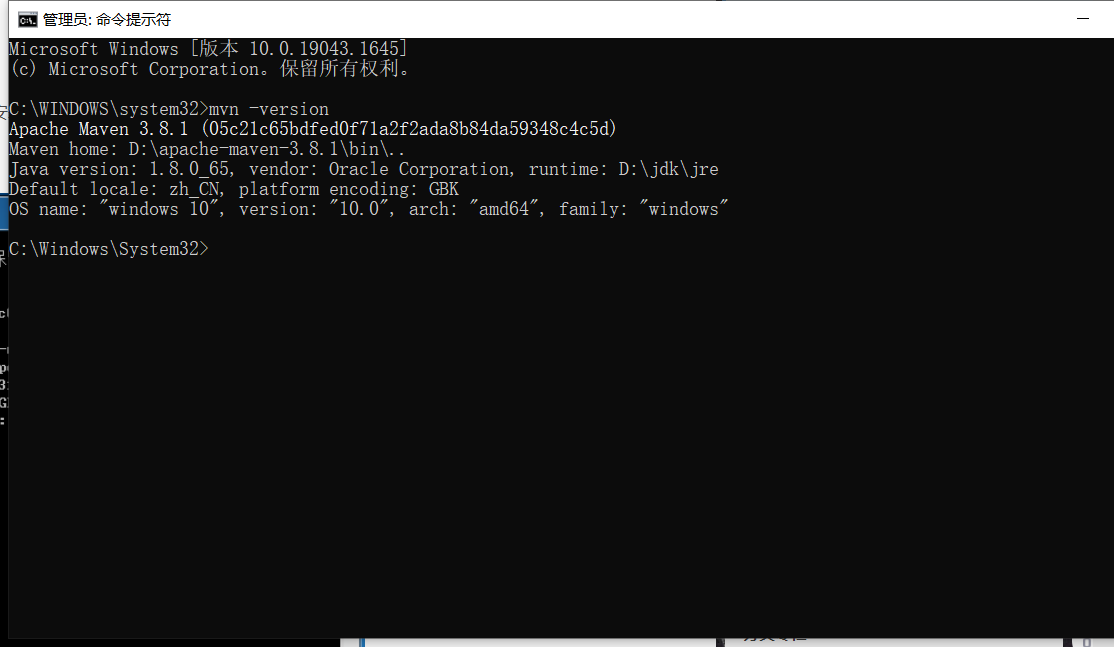 管理员: 命令提示符
Microsoft Windows [版本 10.0.19043.1645]
(c) Microsoft Corporation。保留所有权利。
C:\WINDOWS\system32>mvn -version
Apache Maven 3.8.1 (05c21c65bdfed0f71a2f2ada8b84da59348c4c5d)
Maven home: D:\apache-maven-3.8.1\bin\..
Java version: 1.8.0_65, vendor: Oracle Corporation, runtime: D:\jdk\jre
Default locale: zh_CN, platform encoding: GBK
OS name: "windows 10", version: "10.0", arch: "amd64", family: "windows"
C:\Windows\System32>